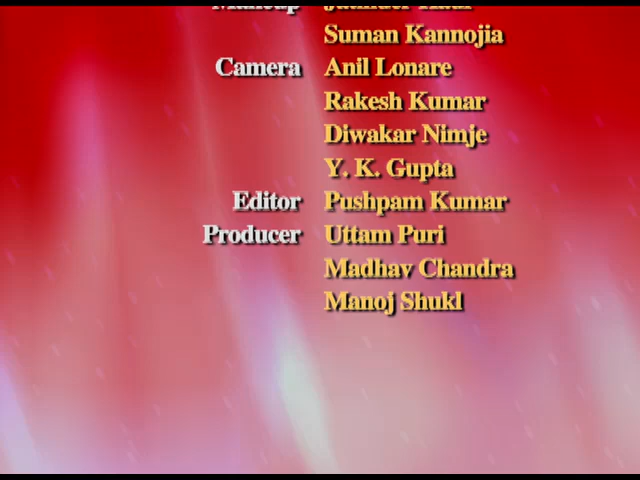 Suman Kannojia
Camera Anil Lonare
Rakesh Kumar
Diwakar Nimje
Y. K. Gupta
Editor Pushpam Kumar
Producer Uttam Puri
Madhav Chandra
Manoj Shukl